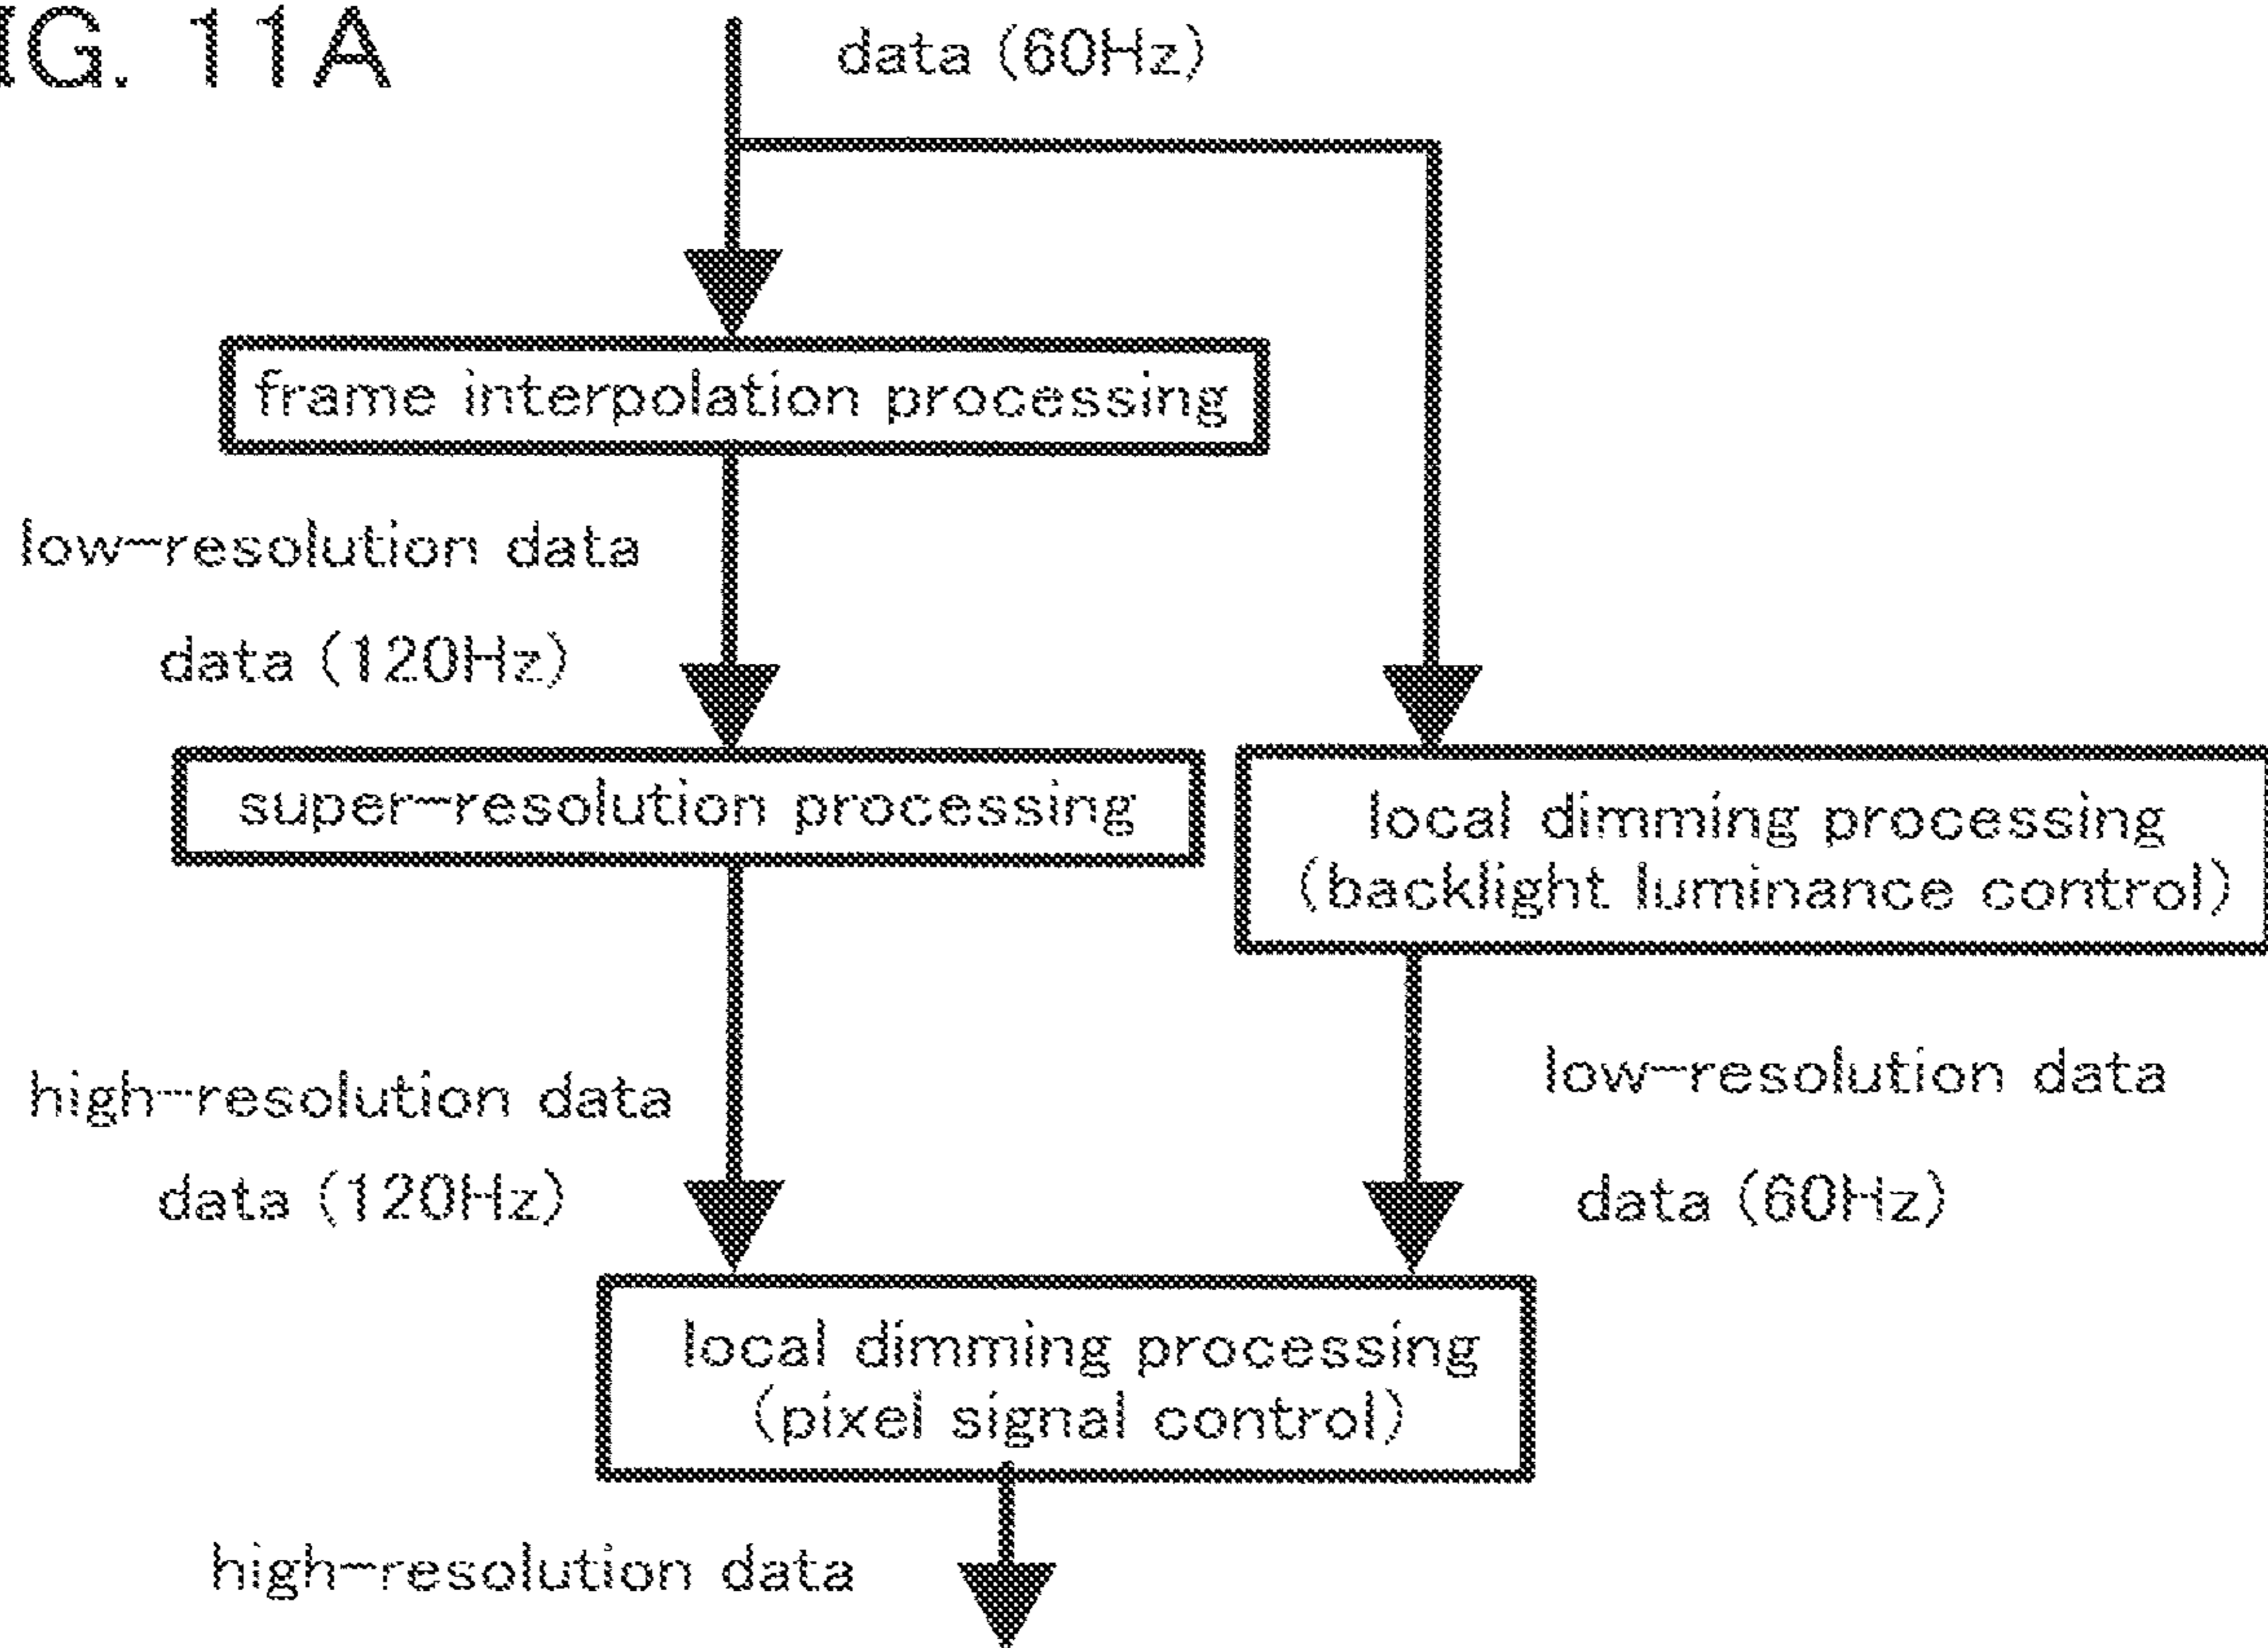 IG. 11A
data (60Hz)
frame interpolation processing
low-resolution data
data (120Hz)
super-resolution processing
local dimming processing
(backlight luminance control)
high-resolution data
data (120Hz)
low-resolution data
data (60Hz)
local dimming processing
(pixel signal control)
high-resolution data